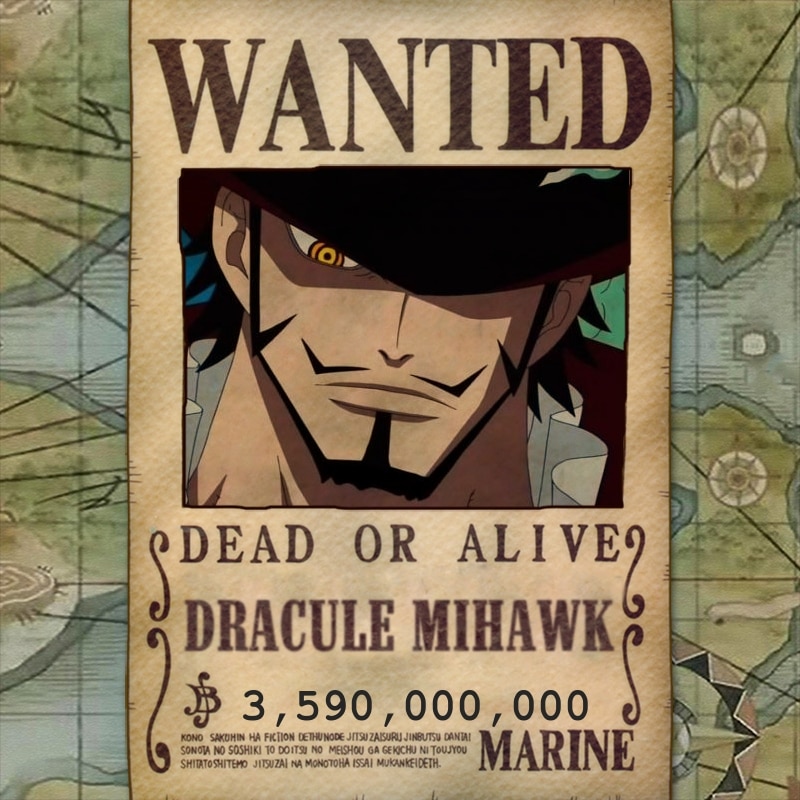 WANTED
DEAD OR ALIVE
DRACULE MIHAWK
3,590,000,000
KONO SAKUHIN HA FICTION DETHUNODE JITSUZAISURU JINBUTSU DANTAI
SONOTA NO SOSHIKI TO DOITSU NO MEISHOU GA GEKICHU NI TOUJYOU
SHITATOSHITEMO JITSUZAI NA MONOTOHA ISSAI MUKANKEIDETH.
MARINE